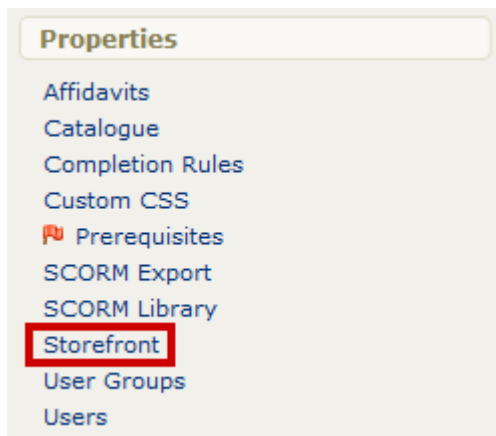 Properties
Affidavits
Catalogue
Completion Rules
Custom CSS
Prerequisites
SCORM Export
SCORM Library
Storefront
User Groups
Users